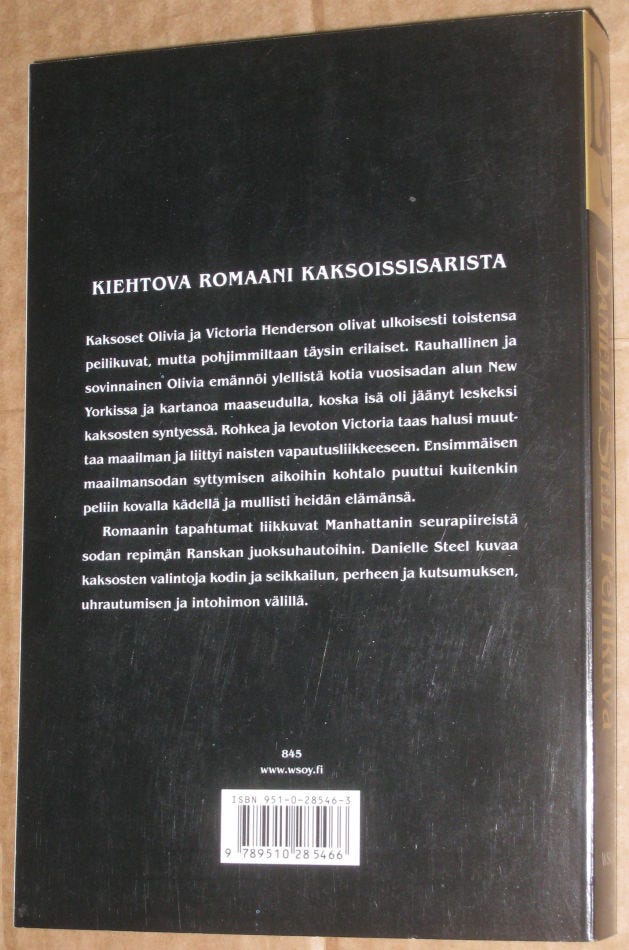 KIEHTOVA ROMAANI KAKSOISSISARISTA
Kaksoset Olivia ja Victoria Henderson olivat ulkoisesti toistensa
peilikuvat, mutta pohjimmiltaan täysin erilaiset. Rauhallinen ja
sovinnainen Olivia emännöi ylellistä kotia vuosisadan alun New
Yorkissa ja kartanoa maaseudulla, koska isä oli jäänyt leskeksi
kaksosten syntyessä. Rohkea ja levoton Victoria taas halusi muut-
taa maailman ja liittyi naisten vapautusliikkeeseen. Ensimmäisen
maailmansodan syttymisen aikoihin kohtalo puuttui kuitenkin
peliin kovalla kädellä ja mullisti heidän elämänsä.
Romaanin tapahtumat liikkuvat Manhattanin seurapiireistä
sodan repimän Ranskan juoksuhautoihin. Danielle Steel kuvaa
kaksosten valintoja kodin ja seikkailun, perheen ja kutsumuksen,
uhrautumisen ja intohimon välillä.
845
www.wsoy.fi
ISBN 951-0-28546-3
9 789510 285466
DANIELLE STEEL Peilikuva